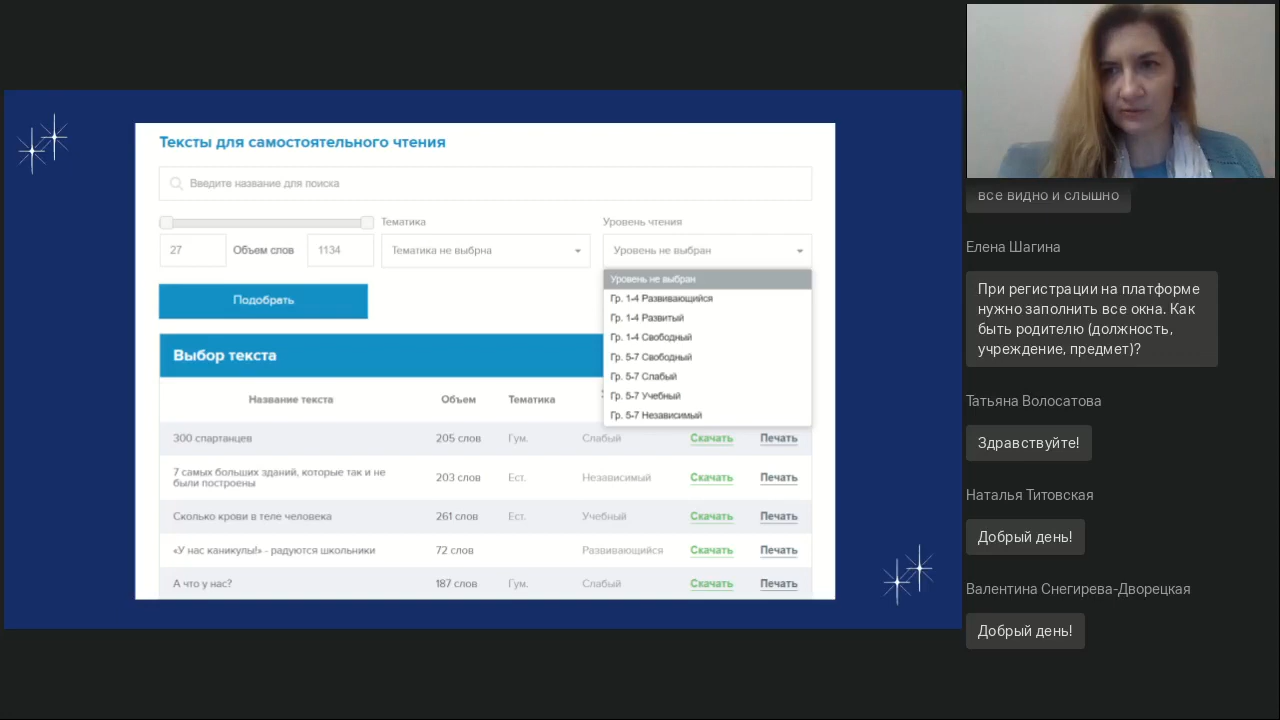 Тексты для самостоятельного чтения
Введите название для поиска
Тематика
Уровень чтения
27
Объем слов
1134
Тематика не выбрна
Уровень не выбран
Уровень не выбран
Гр. 1-4 Развивающийся
Гр. 1-4 Развитый
Гр. 1-4 Свободный
Гр. 5-7 Свободный
Гр. 5-7 Слабый
Гр. 5-7 Учебный
Гр. 5-7 Независимый
Подобрать
Выбор текста
Название текста Объем Тематика
300 спартанцев 205 слов Гум. Слабый Скачать Печать
7 самых больших зданий, которые так и не
были построены
203 слов Ест. Независимый Скачать Печать
Сколько крови в теле человека 261 слов Ест. Учебный Скачать Печать
«У нас каникулы!» - радуются школьники 72 слов Развивающийся Скачать Печать
А что у нас? 187 слов Гум. Слабый Скачать Печать
все видно и слышно
Елена Шагина
При регистрации на платформе
нужно заполнить все окна. Как
быть родителю (должность,
учреждение, предмет)?
Татьяна Волосатова
Здравствуйте!
Наталья Титовская
Добрый день!
Валентина Снегирева-Дворецкая
Добрый день!